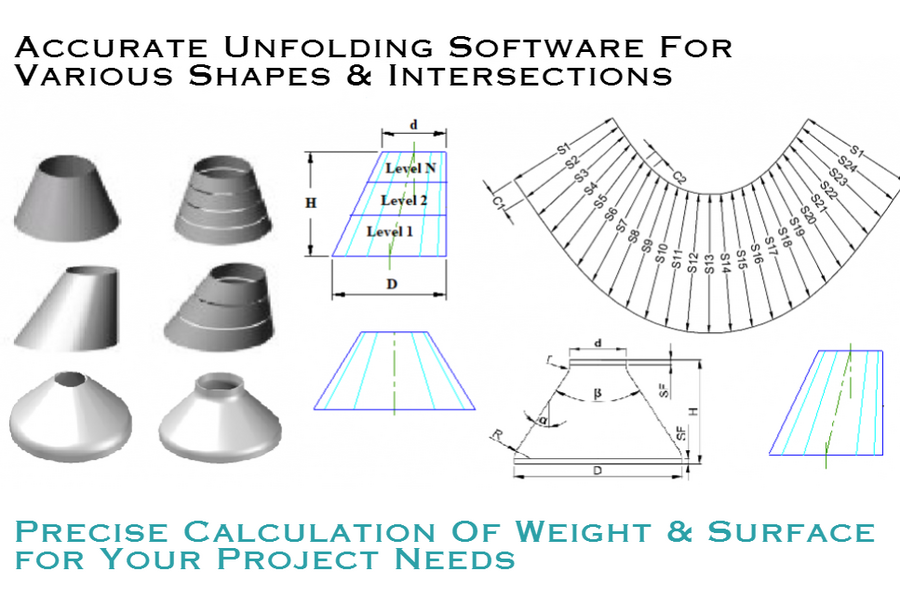 Accurate Unfolding Software For
Various Shapes & Intersections
d
Level N
Level 2
Level 1
H
D
S1
S2
S3
S4
S5
S6
S7
S8
S9
S10
S11
S12
S13
S14
S15
S16
S17
S18
S19
S20
S21
S22
S23
S24
S1
C1
C2
d
r
SF
β
H
α
R
SF
D
Precise Calculation Of Weight & Surface
for Your Project Needs